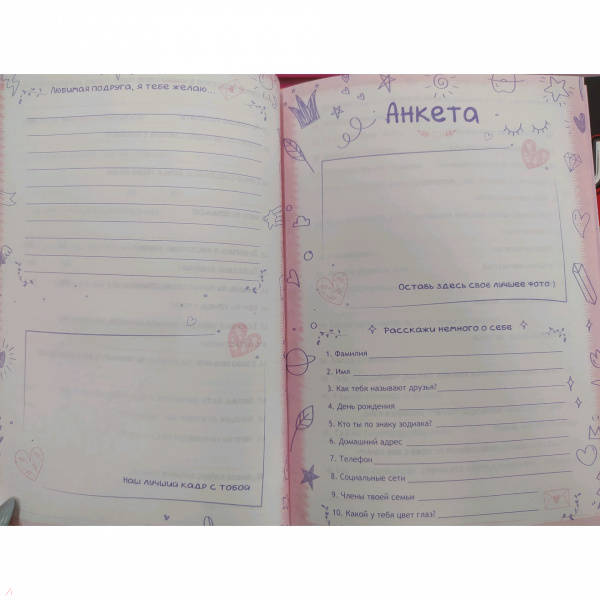 Любимая подруга, я тебе желаю...
Наш лучший кадр с тобой
Анкета
Оставь здесь свое лучшее фото)
Расскажи немного о себе
1. Фамилия
2. Имя
3. Как тебя называют друзья?
4. День рождения
5. Кто ты по знаку зодиака?
6. Домашний адрес
7. Телефон
8. Социальные сети
9. Члены твоей семьи
10. Какой у тебя цвет глаз?